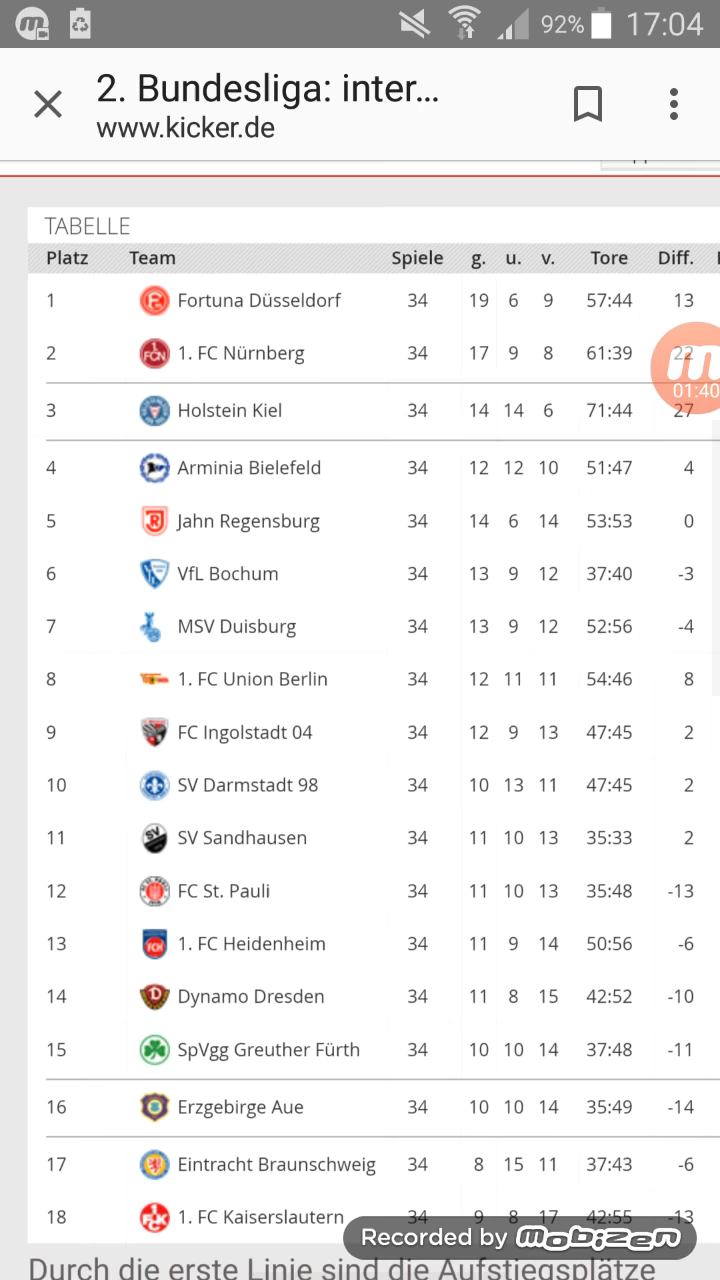 92% 17:04
2. Bundesliga: inter...
www.kicker.de
TABELLE
Platz Team Spiele g. u. v. Tore Diff.
1 Fortuna Düsseldorf 34 19 6 9 57:44 13
2 1. FC Nürnberg 34 17 9 8 61:39 22
01:40
3 Holstein Kiel 34 14 14 6 71:44 27
4 Arminia Bielefeld 34 12 12 10 51:47 4
5 Jahn Regensburg 34 14 6 14 53:53 0
6 VfL Bochum 34 13 9 12 37:40 -3
7 MSV Duisburg 34 13 9 12 52:56 -4
8 1. FC Union Berlin 34 12 11 11 54:46 8
9 FC Ingolstadt 04 34 12 9 13 47:45 2
10 SV Darmstadt 98 34 10 13 11 47:45 2
11 SV Sandhausen 34 11 10 13 35:33 2
12 FC St. Pauli 34 11 10 13 35:48 -13
13 1. FC Heidenheim 34 11 9 14 50:56 -6
14 Dynamo Dresden 34 11 8 15 42:52 -10
15 SpVgg Greuther Fürth 34 10 10 14 37:48 -11
16 Erzgebirge Aue 34 10 10 14 35:49 -14
17 Eintracht Braunschweig 34 8 15 11 37:43 -6
18 1. FC Kaiserslautern 34 9 8 17 42:55 -13
Recorded by mobizen
Durch die erste Linie sind die Aufstiegsplätze